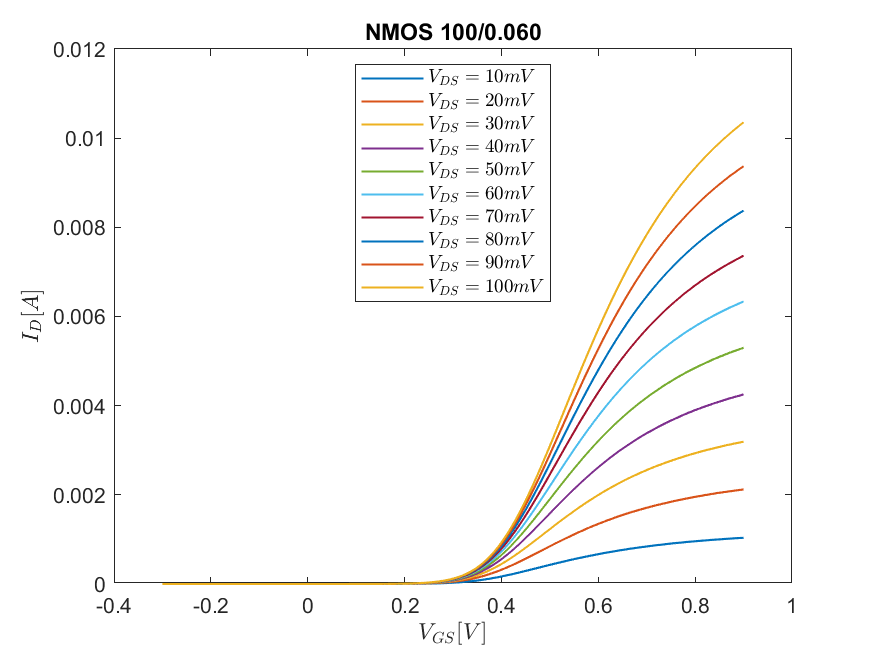 NMOS 100/0.060
0.012
0.01
0.008
0.006
0.004
0.002
0
I_D[A]
V_DS = 10mV
V_DS = 20mV
V_DS = 30mV
V_DS = 40mV
V_DS = 50mV
V_DS = 60mV
V_DS = 70mV
V_DS = 80mV
V_DS = 90mV
V_DS = 100mV
-0.4 -0.2 0 0.2 0.4 0.6 0.8 1
V_GS[V]